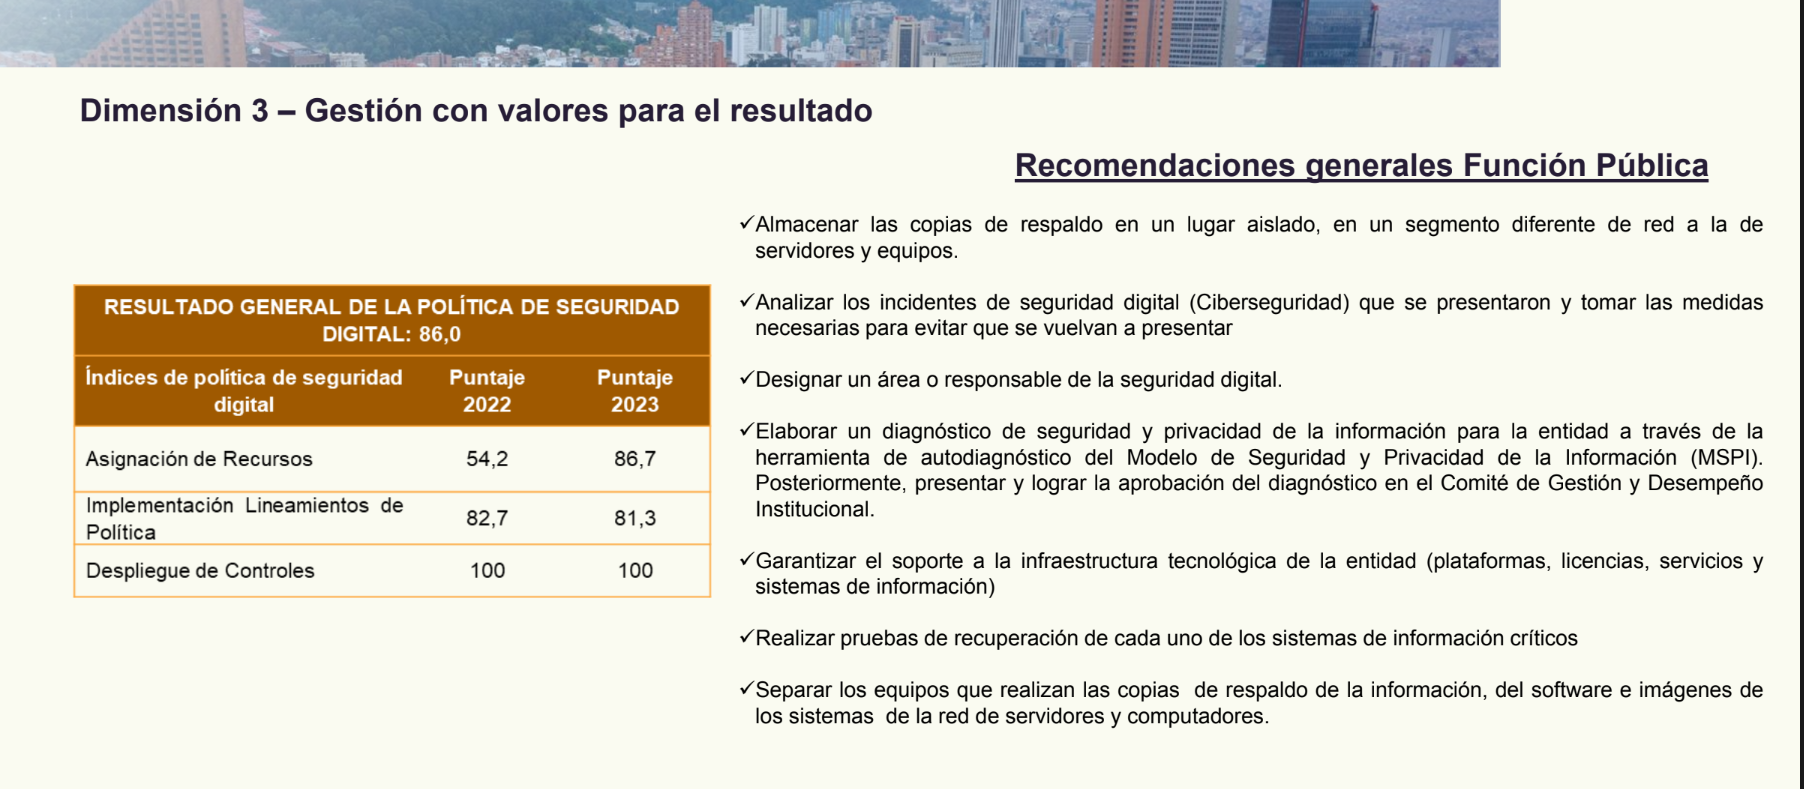 Dimensión 3 – Gestión con valores para el resultado
Recomendaciones generales Función Pública
RESULTADO GENERAL DE LA POLÍTICA DE SEGURIDAD
DIGITAL: 86,0
Índices de política de seguridad digital Puntaje 2022 Puntaje 2023
Asignación de Recursos 54,2 86,7
Implementación Lineamientos de Política 82,7 81,3
Despliegue de Controles 100 100
✓Almacenar las copias de respaldo en un lugar aislado, en un segmento diferente de red a la de
servidores y equipos.
✓Analizar los incidentes de seguridad digital (Ciberseguridad) que se presentaron y tomar las medidas
necesarias para evitar que se vuelvan a presentar
✓Designar un área o responsable de la seguridad digital.
✓Elaborar un diagnóstico de seguridad y privacidad de la información para la entidad a través de la
herramienta de autodiagnóstico del Modelo de Seguridad y Privacidad de la Información (MSPI).
Posteriormente, presentar y lograr la aprobación del diagnóstico en el Comité de Gestión y Desempeño
Institucional.
✓Garantizar el soporte a la infraestructura tecnológica de la entidad (plataformas, licencias, servicios y
sistemas de información)
✓Realizar pruebas de recuperación de cada uno de los sistemas de información críticos
✓Separar los equipos que realizan las copias de respaldo de la información, del software e imágenes de
los sistemas de la red de servidores y computadores.